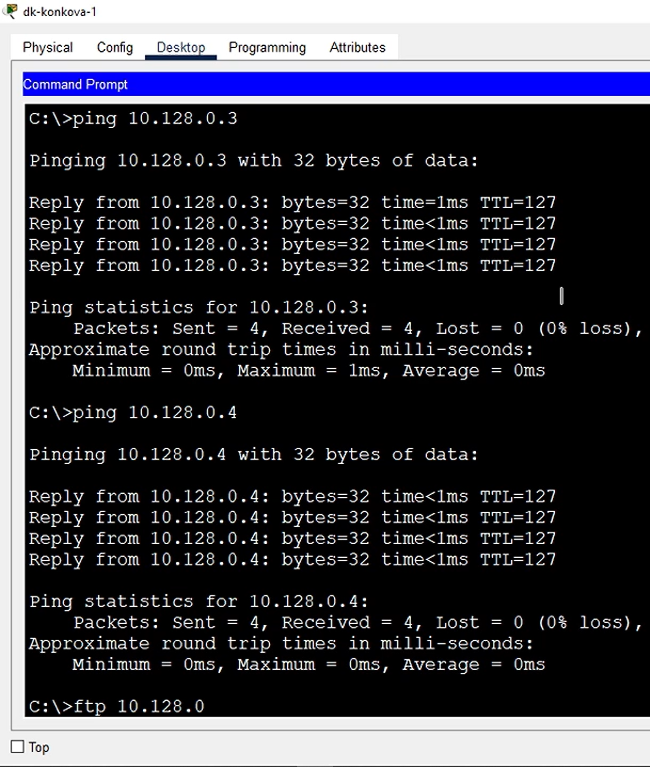 dk-konkova-1
Physical Config Desktop Programming Attributes
Command Prompt
C:\>ping 10.128.0.3
Pinging 10.128.0.3 with 32 bytes of data:
Reply from 10.128.0.3: bytes=32 time=1ms TTL=127
Reply from 10.128.0.3: bytes=32 time<1ms TTL=127
Reply from 10.128.0.3: bytes=32 time<1ms TTL=127
Reply from 10.128.0.3: bytes=32 time<1ms TTL=127
Ping statistics for 10.128.0.3:
    Packets: Sent = 4, Received = 4, Lost = 0 (0% loss),
Approximate round trip times in milli-seconds:
    Minimum = 0ms, Maximum = 1ms, Average = 0ms
C:\>ping 10.128.0.4
Pinging 10.128.0.4 with 32 bytes of data:
Reply from 10.128.0.4: bytes=32 time<1ms TTL=127
Reply from 10.128.0.4: bytes=32 time<1ms TTL=127
Reply from 10.128.0.4: bytes=32 time<1ms TTL=127
Reply from 10.128.0.4: bytes=32 time<1ms TTL=127
Ping statistics for 10.128.0.4:
    Packets: Sent = 4, Received = 4, Lost = 0 (0% loss),
Approximate round trip times in milli-seconds:
    Minimum = 0ms, Maximum = 0ms, Average = 0ms
C:\>ftp 10.128.0
Top